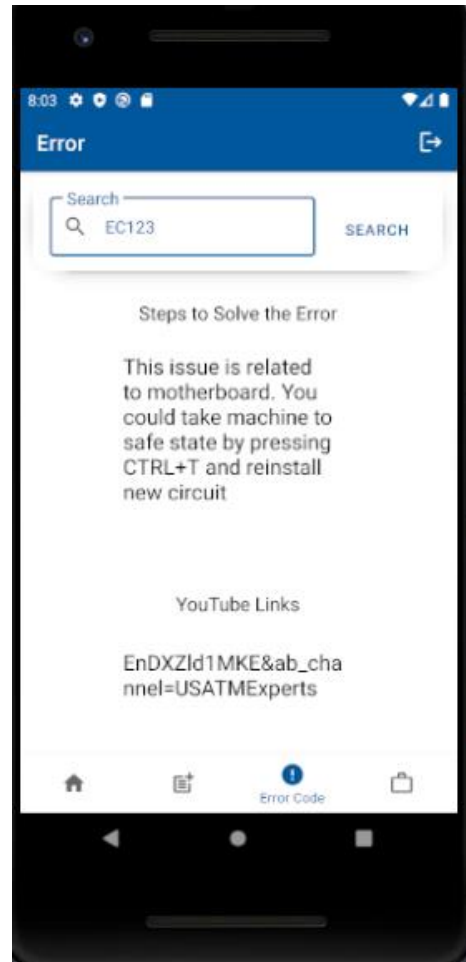 8:03
Error
Search
EC123
SEARCH
Steps to Solve the Error
This issue is related
to motherboard. You
could take machine to
safe state by pressing
CTRL+T and reinstall
new circuit
YouTube Links
EnDXZld1MKE&ab_cha
nnel=USATMExperts
Error Code